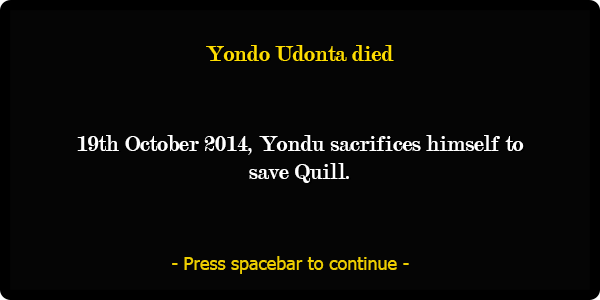 Yondo Udonta died
19th October 2014, Yondu sacrifices himself to
save Quill.
- Press spacebar to continue -